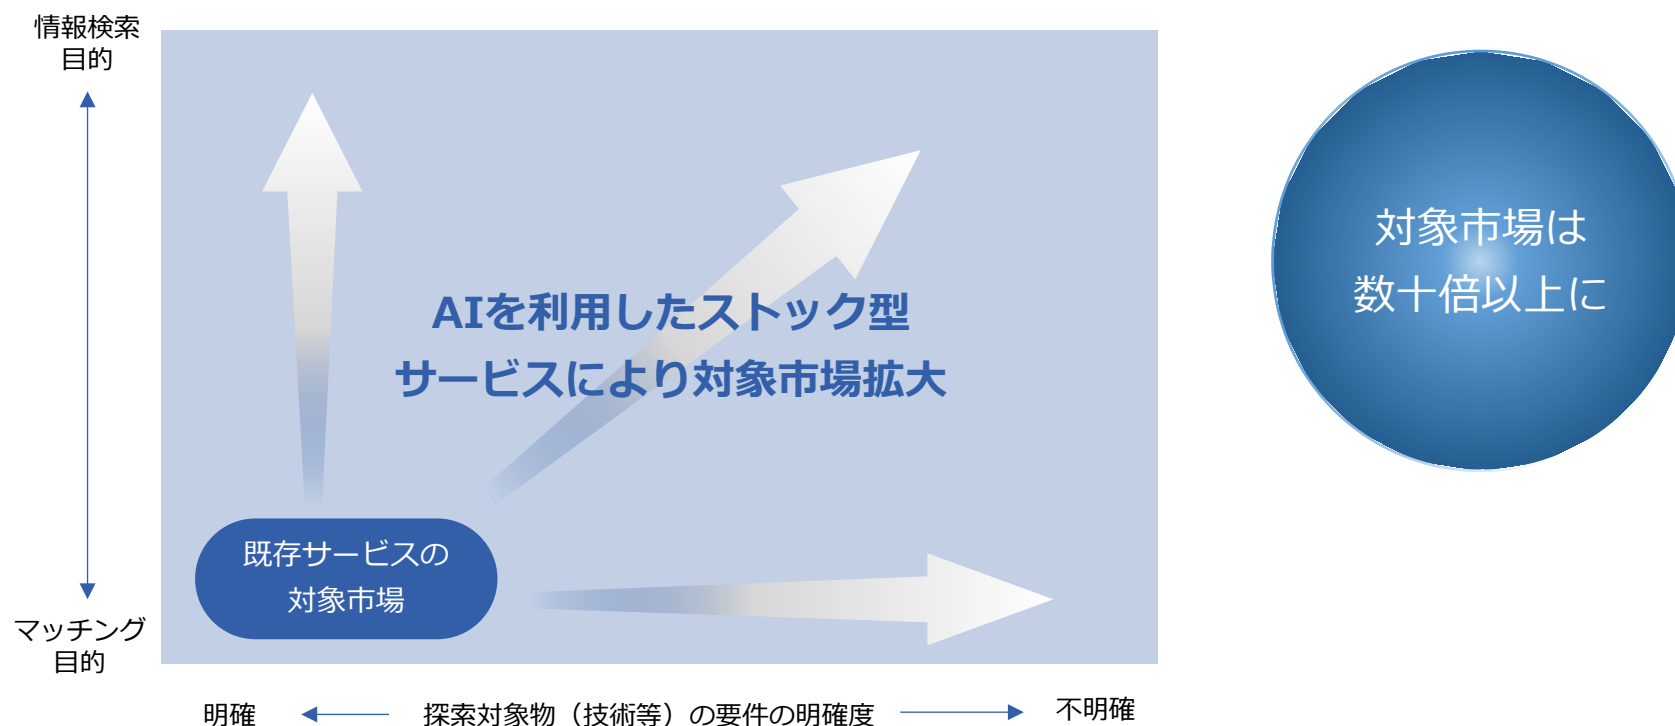 情報検索
目的
AIを利用したストック型
サービスにより対象市場拡大
既存サービスの
対象市場
マッチング
目的
明確
探索対象物（技術等）の要件の明確度
不明確
対象市場は
数十倍以上に